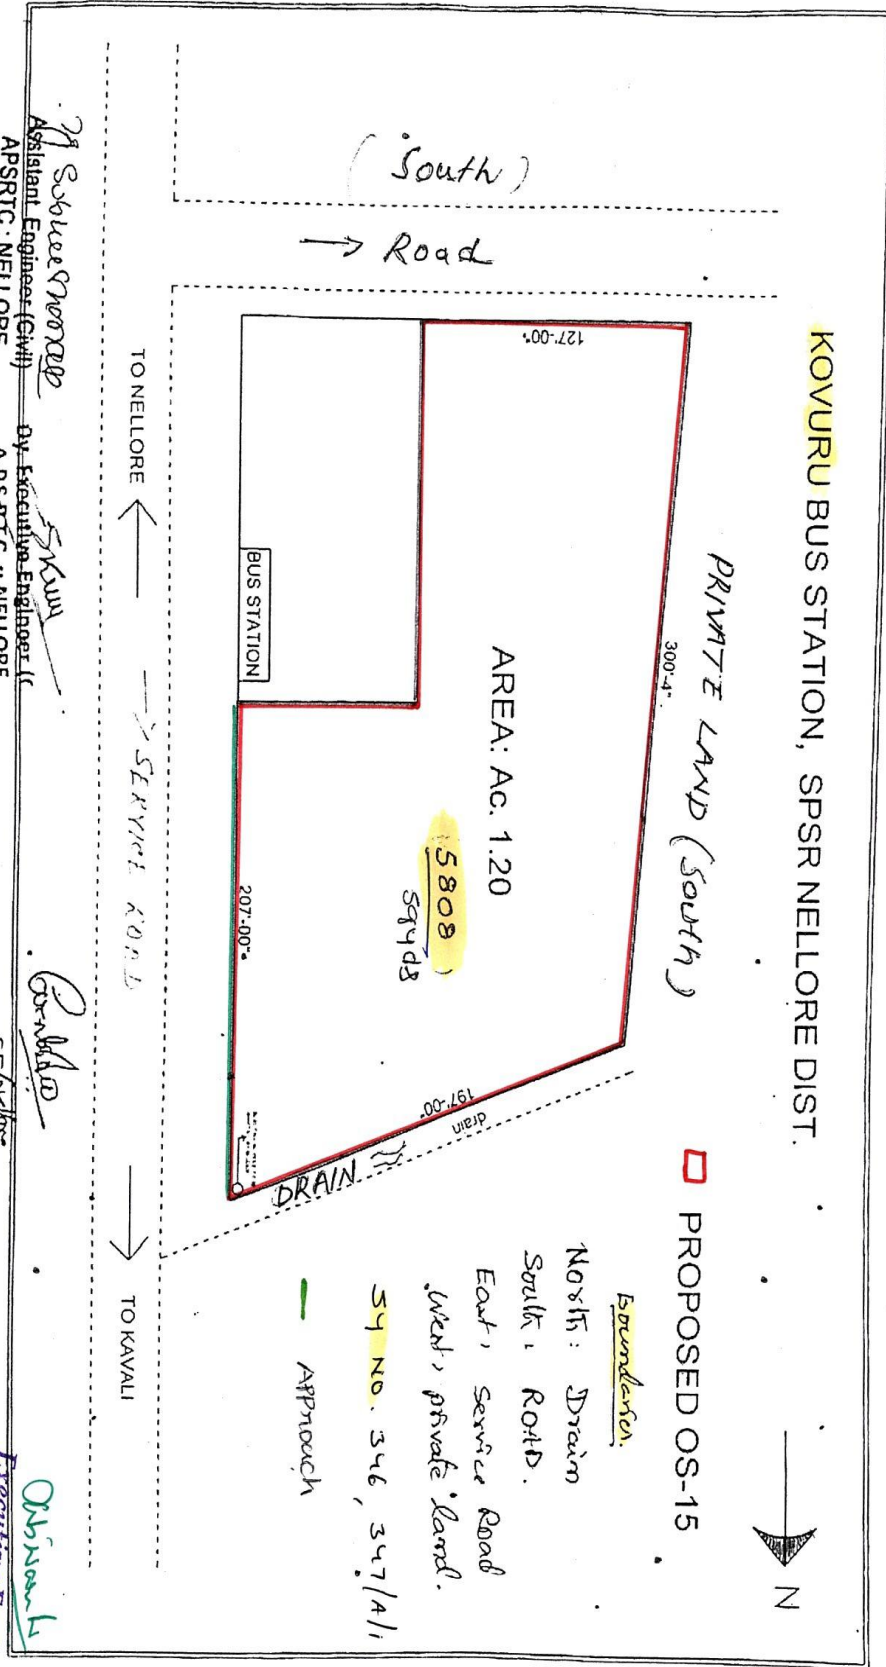 KOVURU BUS STATION, SPSR NELLORE DIST.
N
PROPOSED OS-15
PRIVATE LAND (South)
Boundaries.
North: Drain
South: ROAD.
East, Service Road
West, private land.
Sy NO. 346, 347/A/1
APProach
(South)
Road
127'-00"
300'-4"
AREA: Ac. 1.20
5808
Sqyds
197'-00"
drain
DRAIN
BUS STATION
207'-00"
TO NELLORE
SERVICE ROAD
TO KAVALI
Assistant Engineer (Civil)
APSRTC: NELLORE
Dy. Executive Engineer (C
A.P.S.R.T.C :: NELLORE